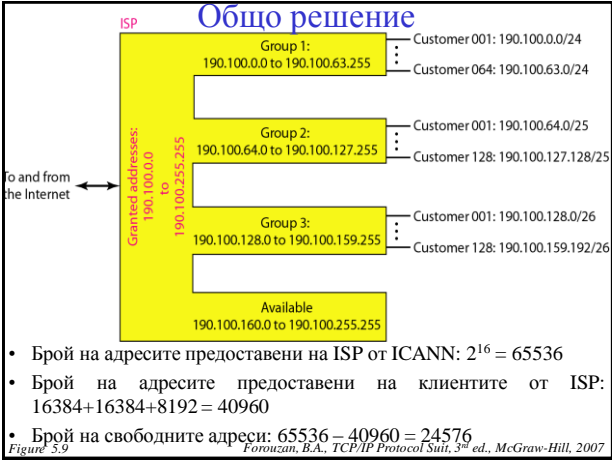 Общо решение
ISP
Group 1:
190.100.0.0 to 190.100.63.255
Customer 001: 190.100.0.0/24
Customer 064: 190.100.63.0/24
Group 2:
190.100.64.0 to 190.100.127.255
Customer 001: 190.100.64.0/25
Customer 128: 190.100.127.128/25
To and from
the Internet
Granted addresses:
190.100.0.0
to
190.100.255.255
Group 3:
190.100.128.0 to 190.100.159.255
Customer 001: 190.100.128.0/26
Customer 128: 190.100.159.192/26
Available
190.100.160.0 to 190.100.255.255
• Брой на адресите предоставени на ISP от ICANN: 2^16 = 65536
• Брой на адресите предоставени на клиентите от ISP:
16384+16384+8192 = 40960
• Брой на свободните адреси: 65536 – 40960 = 24576
Figure 5.9
Forouzan, B.A., TCP/IP Protocol Suit, 3rd ed., McGraw-Hill, 2007